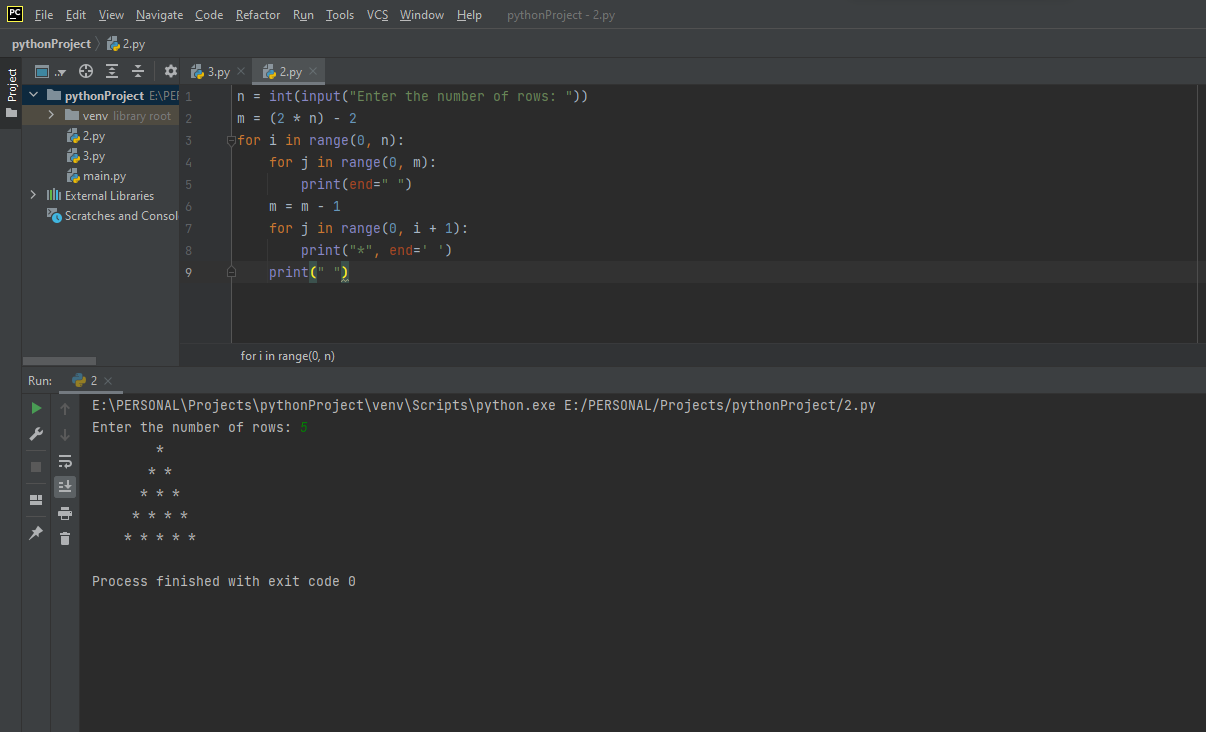 PC File Edit View Navigate Code Refactor Run Tools VCS Window Help pythonProject - 2.py
pythonProject 2.py
Project
3.py 2.py
pythonProject E:\PER
venv library root
2.py
3.py
main.py
External Libraries
Scratches and Consol
1 n = int(input("Enter the number of rows: "))
2 m = (2 * n) - 2
3 for i in range(0, n):
4     for j in range(0, m):
5         print(end=" ")
6     m = m - 1
7     for j in range(0, i + 1):
8         print("*", end=' ')
9     print(" ")
for i in range(0, n)
Run: 2
E:\PERSONAL\Projects\pythonProject\venv\Scripts\python.exe E:/PERSONAL/Projects/pythonProject/2.py
Enter the number of rows: 5
        *
       * *
      * * *
     * * * *
    * * * * *
Process finished with exit code 0